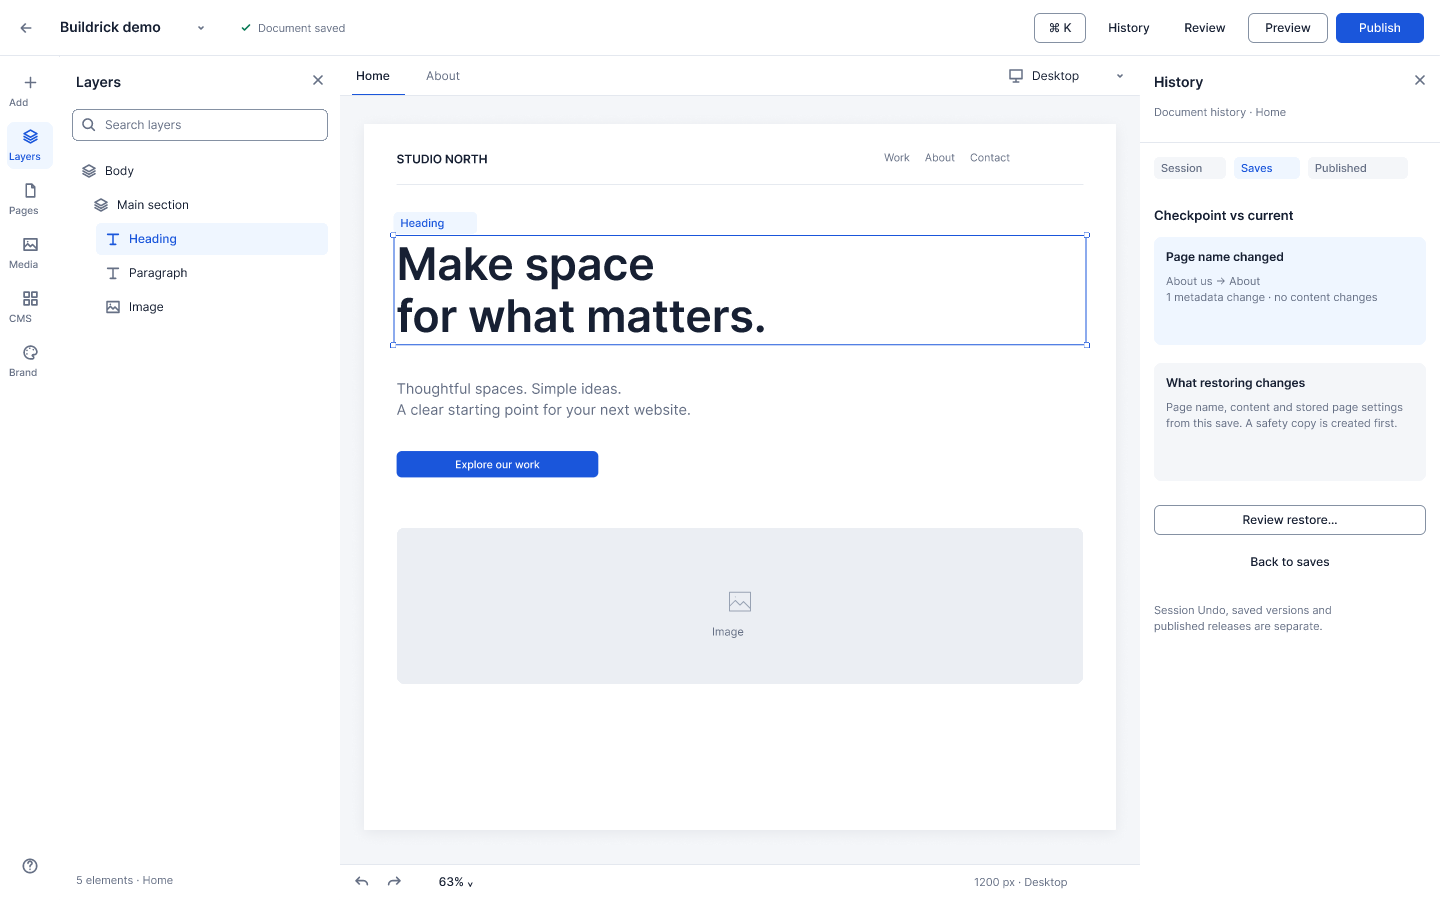 Buildrick demo
Document saved
⌘ K
History
Review
Preview
Publish
Add
Layers
Pages
Media
CMS
Brand
Layers
Search layers
Body
Main section
Heading
Paragraph
Image
5 elements · Home
Home
About
Desktop
STUDIO NORTH
Work
About
Contact
Heading
Make space
for what matters.
Thoughtful spaces. Simple ideas.
A clear starting point for your next website.
Explore our work
Image
63%
1200 px · Desktop
History
Document history · Home
Session
Saves
Published
Checkpoint vs current
Page name changed
About us → About
1 metadata change · no content changes
What restoring changes
Page name, content and stored page settings
from this save. A safety copy is created first.
Review restore...
Back to saves
Session Undo, saved versions and
published releases are separate.